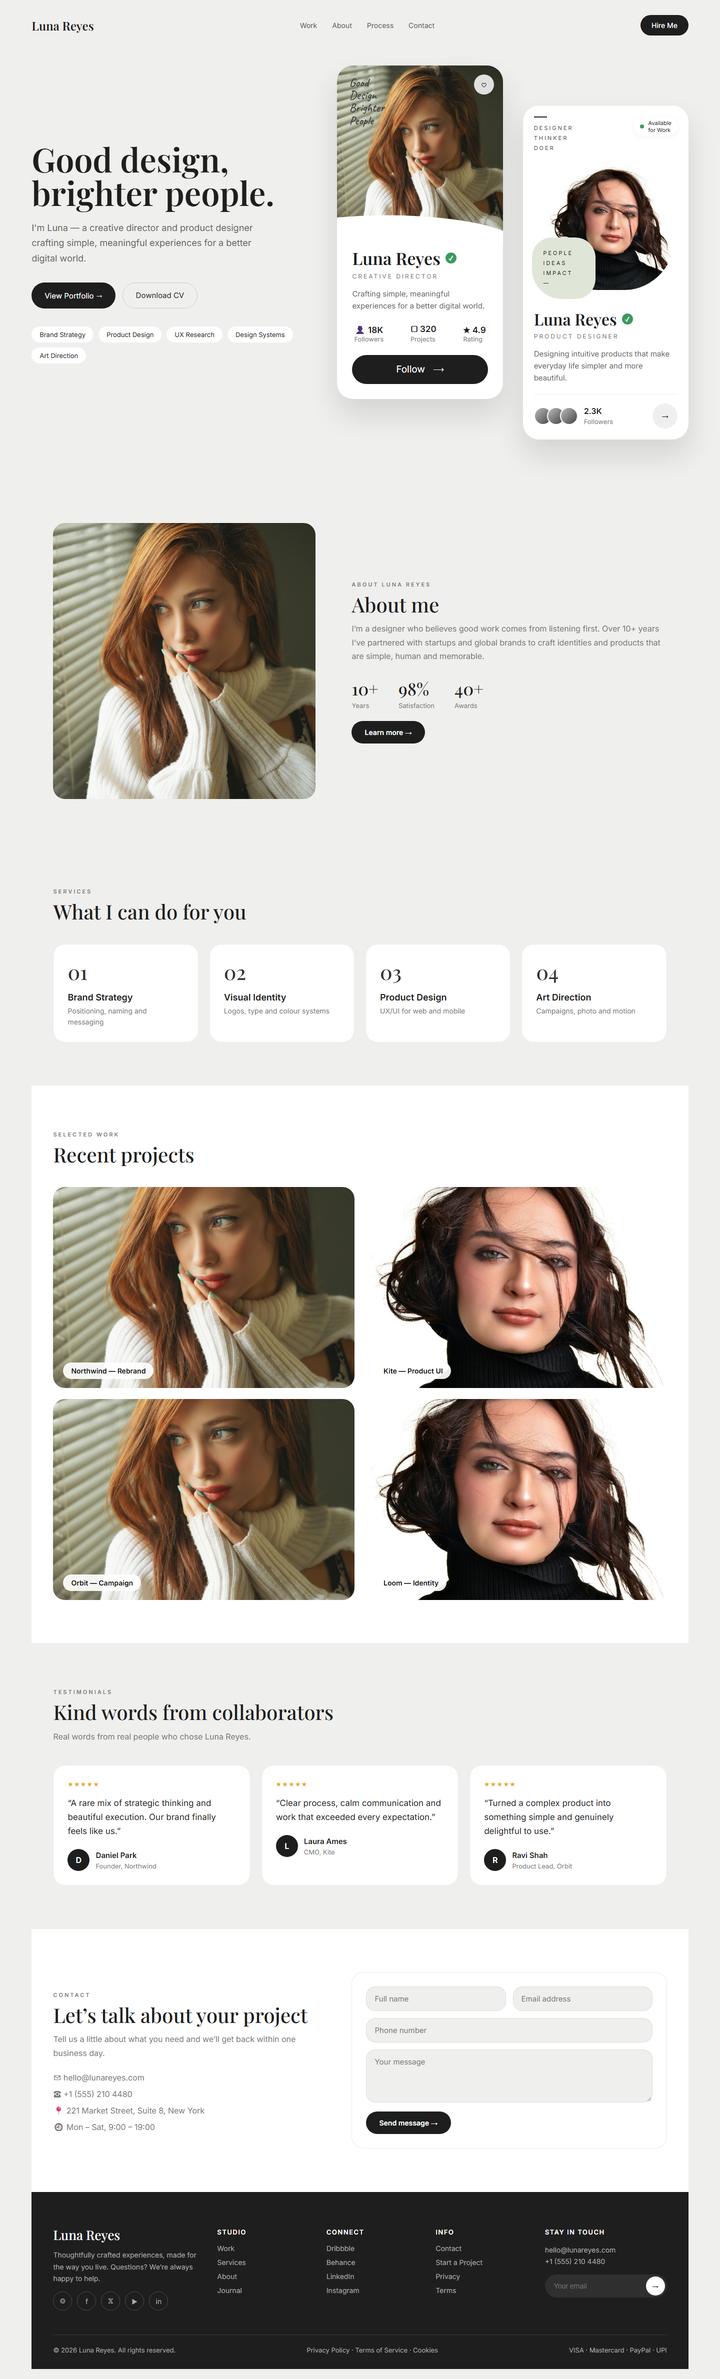 Luna Reyes
Work About Process Contact
Hire Me
Good design,
brighter people.
I'm Luna — a creative director and product designer
crafting simple, meaningful experiences for a better
digital world.
View Portfolio →
Download CV
Brand Strategy Product Design UX Research Design Systems
Art Direction
Good
Design
Brighter
People
Luna Reyes
CREATIVE DIRECTOR
Crafting simple, meaningful
experiences for a better digital world.
18K 320 ★ 4.9
Followers Projects Rating
Follow →
DESIGNER
THINKER
DOER
Available
for Work
PEOPLE
IDEAS
IMPACT
—
Luna Reyes
PRODUCT DESIGNER
Designing intuitive products that make
everyday life simpler and more
beautiful.
2.3K
Followers
→
ABOUT LUNA REYES
About me
I'm a designer who believes good work comes from listening first. Over 10+ years
I've partnered with startups and global brands to craft identities and products that
are simple, human and memorable.
10+ 98% 40+
Years Satisfaction Awards
Learn more →
SERVICES
What I can do for you
01
Brand Strategy
Positioning, naming and
messaging
02
Visual Identity
Logos, type and colour systems
03
Product Design
UX/UI for web and mobile
04
Art Direction
Campaigns, photo and motion
SELECTED WORK
Recent projects
Northwind — Rebrand
Kite — Product UI
Orbit — Campaign
Loom — Identity
TESTIMONIALS
Kind words from collaborators
Real words from real people who chose Luna Reyes.
★★★★★
“A rare mix of strategic thinking and
beautiful execution. Our brand finally
feels like us.”
D
Daniel Park
Founder, Northwind
★★★★★
“Clear process, calm communication and
work that exceeded every expectation.”
L
Laura Ames
CMO, Kite
★★★★★
“Turned a complex product into
something simple and genuinely
delightful to use.”
R
Ravi Shah
Product Lead, Orbit
CONTACT
Let’s talk about your project
Tell us a little about what you need and we’ll get back within one
business day.
hello@lunareyes.com
+1 (555) 210 4480
221 Market Street, Suite 8, New York
Mon – Sat, 9:00 – 19:00
Full name
Email address
Phone number
Your message
Send message →
Luna Reyes
Thoughtfully crafted experiences, made for
the way you live. Questions? We’re always
happy to help.
f 𝕏 ▶ in
STUDIO
Work
Services
About
Journal
CONNECT
Dribbble
Behance
LinkedIn
Instagram
INFO
Contact
Start a Project
Privacy
Terms
STAY IN TOUCH
hello@lunareyes.com
+1 (555) 210 4480
Your email
→
© 2026 Luna Reyes. All rights reserved.
Privacy Policy · Terms of Service · Cookies
VISA · Mastercard · PayPal · UPI